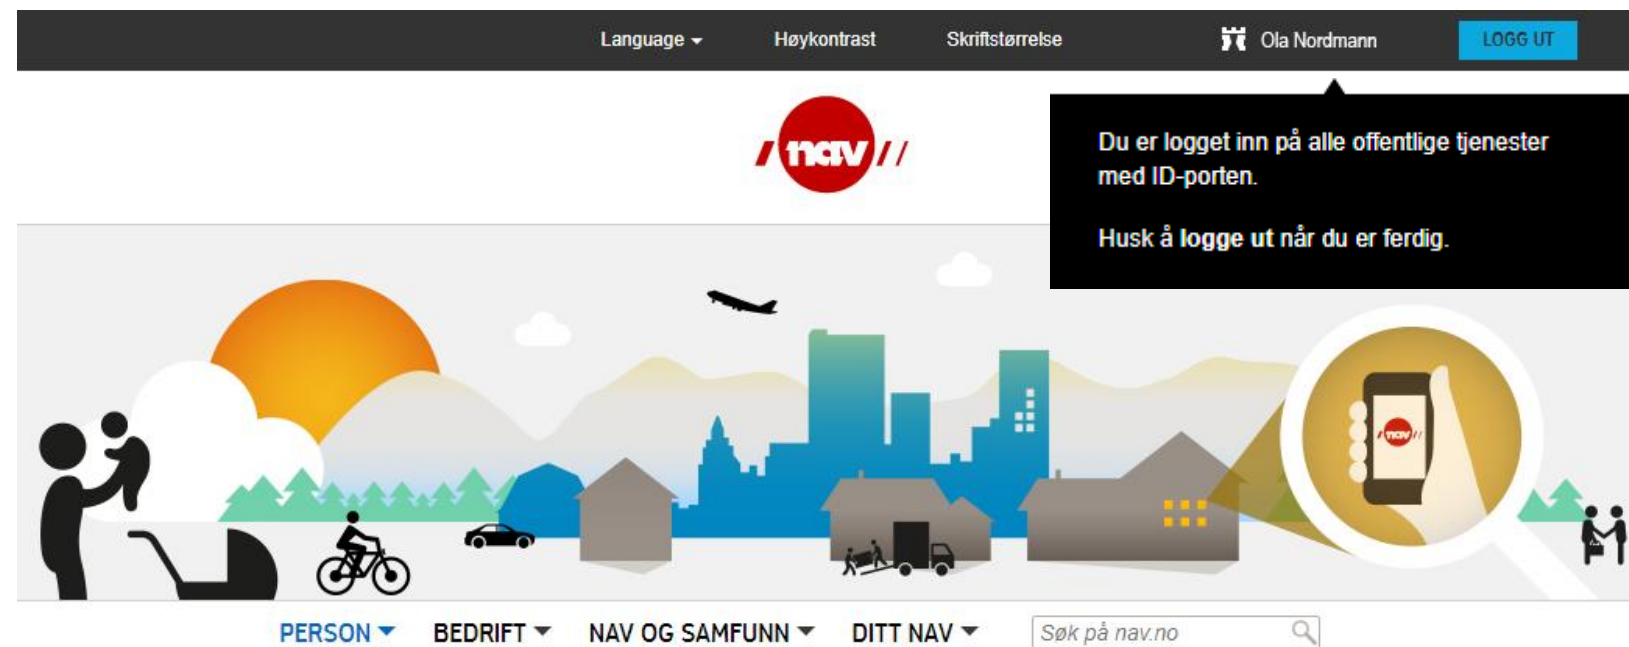 Language
Høykontrast
Skriftstørrelse
Ola Nordmann
LOGG UT
nav
Du er logget inn på alle offentlige tjenester
med ID-porten.
Husk å logge ut når du er ferdig.
nav
PERSON
BEDRIFT
NAV OG SAMFUNN
DITT NAV
Søk på nav.no